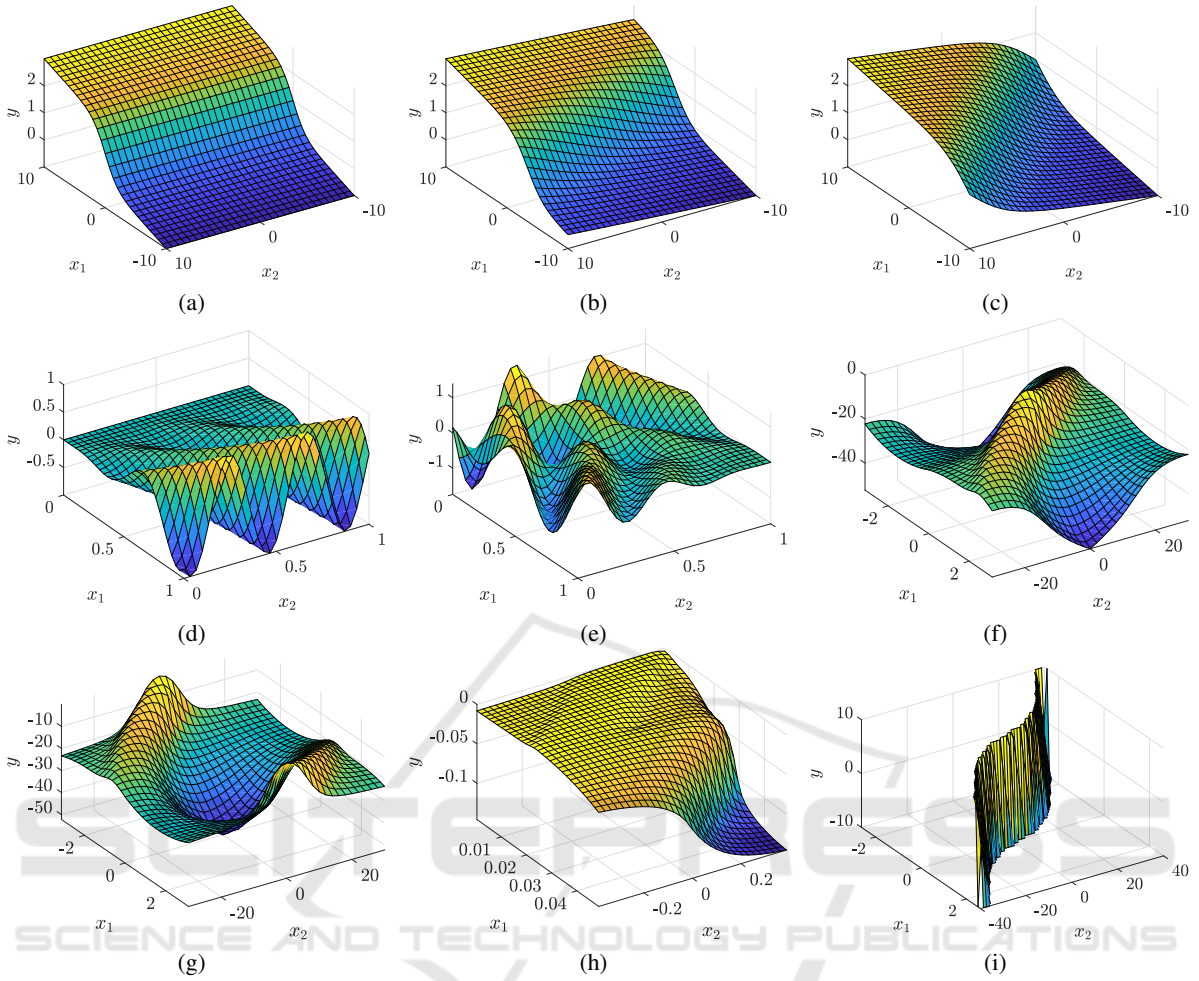 2
1
0
y
10
0
-10
x₁
10
0
-10
x₂
(a)
2
1
0
y
10
0
-10
x₁
10
0
-10
x₂
(b)
2
1
0
y
10
0
-10
x₁
10
0
-10
x₂
(c)
1
0.5
0
-0.5
y
0
0.5
1
x₁
0
0.5
1
x₂
(d)
1
0
-1
y
0
0.5
1
x₁
0
0.5
1
x₂
(e)
0
-20
-40
y
-2
0
2
x₁
-20
0
20
x₂
(f)
-10
-20
-30
-40
-50
y
-2
0
2
x₁
-20
0
20
x₂
(g)
0
-0.05
-0.1
y
0.01
0.02
0.03
0.04
x₁
-0.2
0
0.2
x₂
(h)
10
0
-10
y
-2
0
2
x₁
-40
-20
0
20
40
x₂
(i)
SCITEPRESS
SCIENCE AND TECHNOLOGY PUBLICATIONS